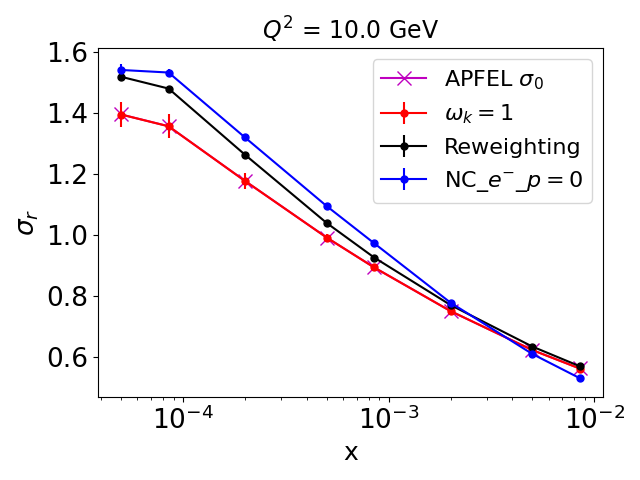 Q² = 10.0 GeV
APFEL σ₀
ωₖ = 1
Reweighting
NC_e⁻_p = 0
σᵣ
1.6
1.4
1.2
1.0
0.8
0.6
10⁻⁴ 10⁻³ 10⁻²
x